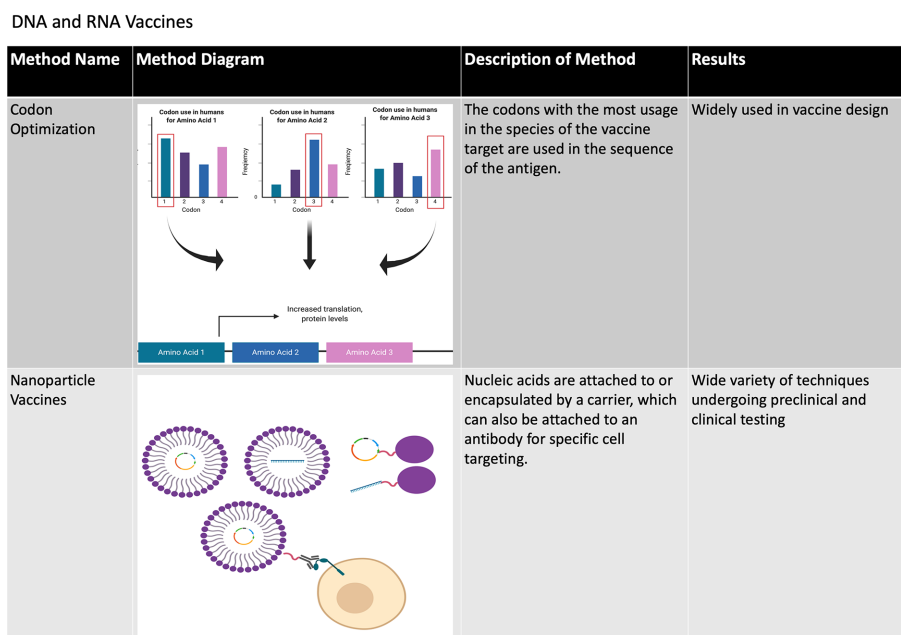 DNA and RNA Vaccines
Method Name
Method Diagram
Description of Method
Results
Codon
Optimization
Codon use in humans
for Amino Acid 1
1 2 3 4
Codon
Codon use in humans
for Amino Acid 2
Freqiemcy
0
1 2 3 4
Codon
Codon use in humans
for Amino Acid 3
Freqiemcy
1 2 3 4
Codon
Increased translation,
protein levels
Amino Acid 1
Amino Acid 2
Amino Acid 3
The codons with the most usage
in the species of the vaccine
target are used in the sequence
of the antigen.
Widely used in vaccine design
Nanoparticle
Vaccines
Nucleic acids are attached to or
encapsulated by a carrier, which
can also be attached to an
antibody for specific cell
targeting.
Wide variety of techniques
undergoing preclinical and
clinical testing